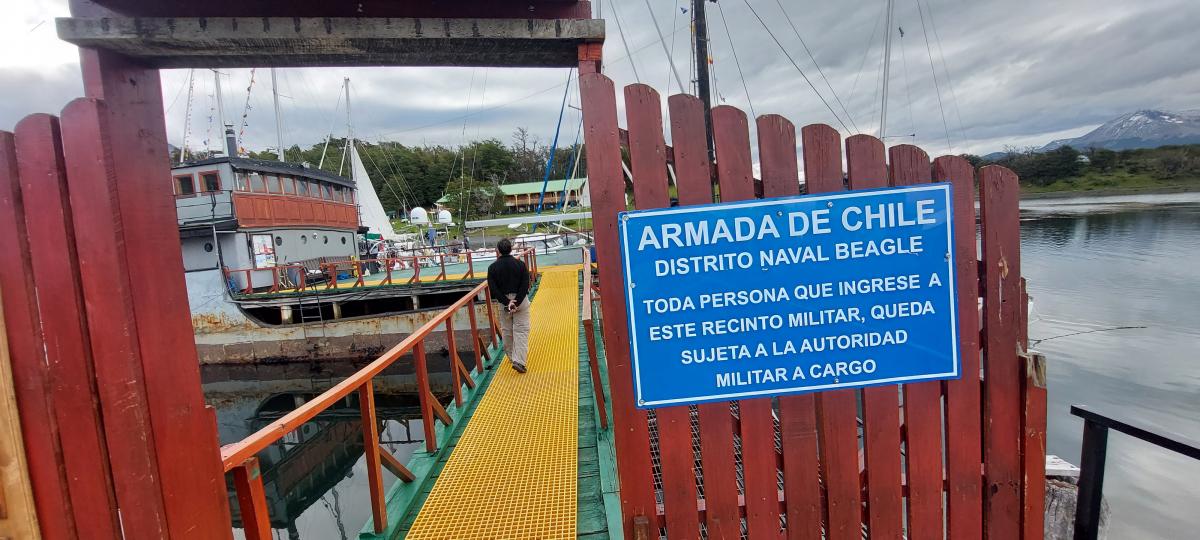 ARMADA DE CHILE
DISTRITO NAVAL BEAGLE
TODA PERSONA QUE INGRESE A
ESTE RECINTO MILITAR, QUEDA
SUJETA A LA AUTORIDAD
MILITAR A CARGO